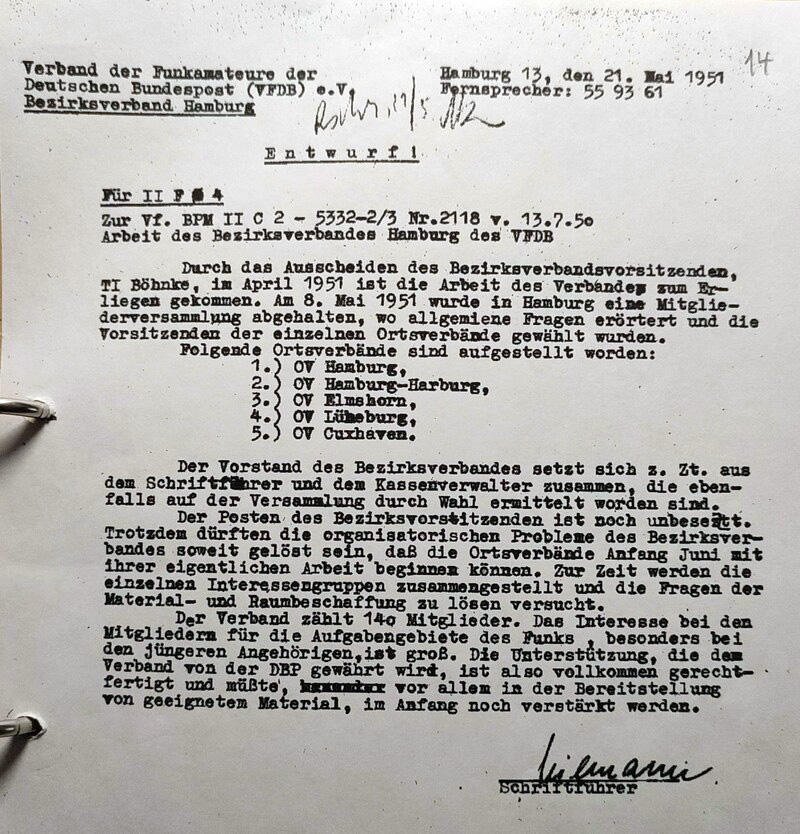 14
Verband der Funkamateure der
Deutschen Bundespost (VFDB) e.V.
Bezirksverband Hamburg
Hamburg 13, den 21. Mai 1951
Fernsprecher: 55 93 61
E n t w u r f !
Für II F 4
Zur Vf. BPM II C 2 - 5332-2/3 Nr.2118 v. 13.7.5o
Arbeit des Bezirksverbandes Hamburg des VFDB
Durch das Ausscheiden des Bezirksverbandsvorsitzenden,
TI Böhnke, im April 1951 ist die Arbeit des Verbandes zum Er-
liegen gekommen. Am 8. Mai 1951 wurde in Hamburg eine Mitglie-
derversammlung abgehalten, wo allgemiene Fragen erörtert und die
Vorsitzenden der einzelnen Ortsverbände gewählt wurden.
Folgende Ortsverbände sind aufgestellt worden:
1.) OV Hamburg,
2.) OV Hamburg-Harburg,
3.) OV Elmshorn,
4.) OV Lüneburg,
5.) OV Cuxhaven.
Der Vorstand des Bezirksverbandes setzt sich z. Zt. aus
dem Schriftführer und dem Kassenverwalter zusammen, die eben-
falls auf der Versammlung durch Wahl ermittelt worden sind.
Der Posten des Bezirksvorsitzenden ist noch unbesetzt.
Trotzdem dürften die organisatorischen Probleme des Bezirksver-
bandes soweit gelöst sein, daß die Ortsverbände Anfang Juni mit
ihrer eigentlichen Arbeit beginnen können. Zur Zeit werden die
einzelnen Interessengruppen zusammengestellt und die Fragen der
Material- und Raumbeschaffung zu lösen versucht.
Der Verband zählt 14o Mitglieder. Das Interesse bei den
Mitgliedern für die Aufgabengebiete des Funks , besonders bei
den jüngeren Angehörigen,ist groß. Die Unterstützung, die dem
Verband von der DBP gewährt wird, ist also vollkommen gerecht-
fertigt und müßte, vor allem in der Bereitstellung
von geeignetem Material, im Anfang noch verstärkt werden.
Schriftführer